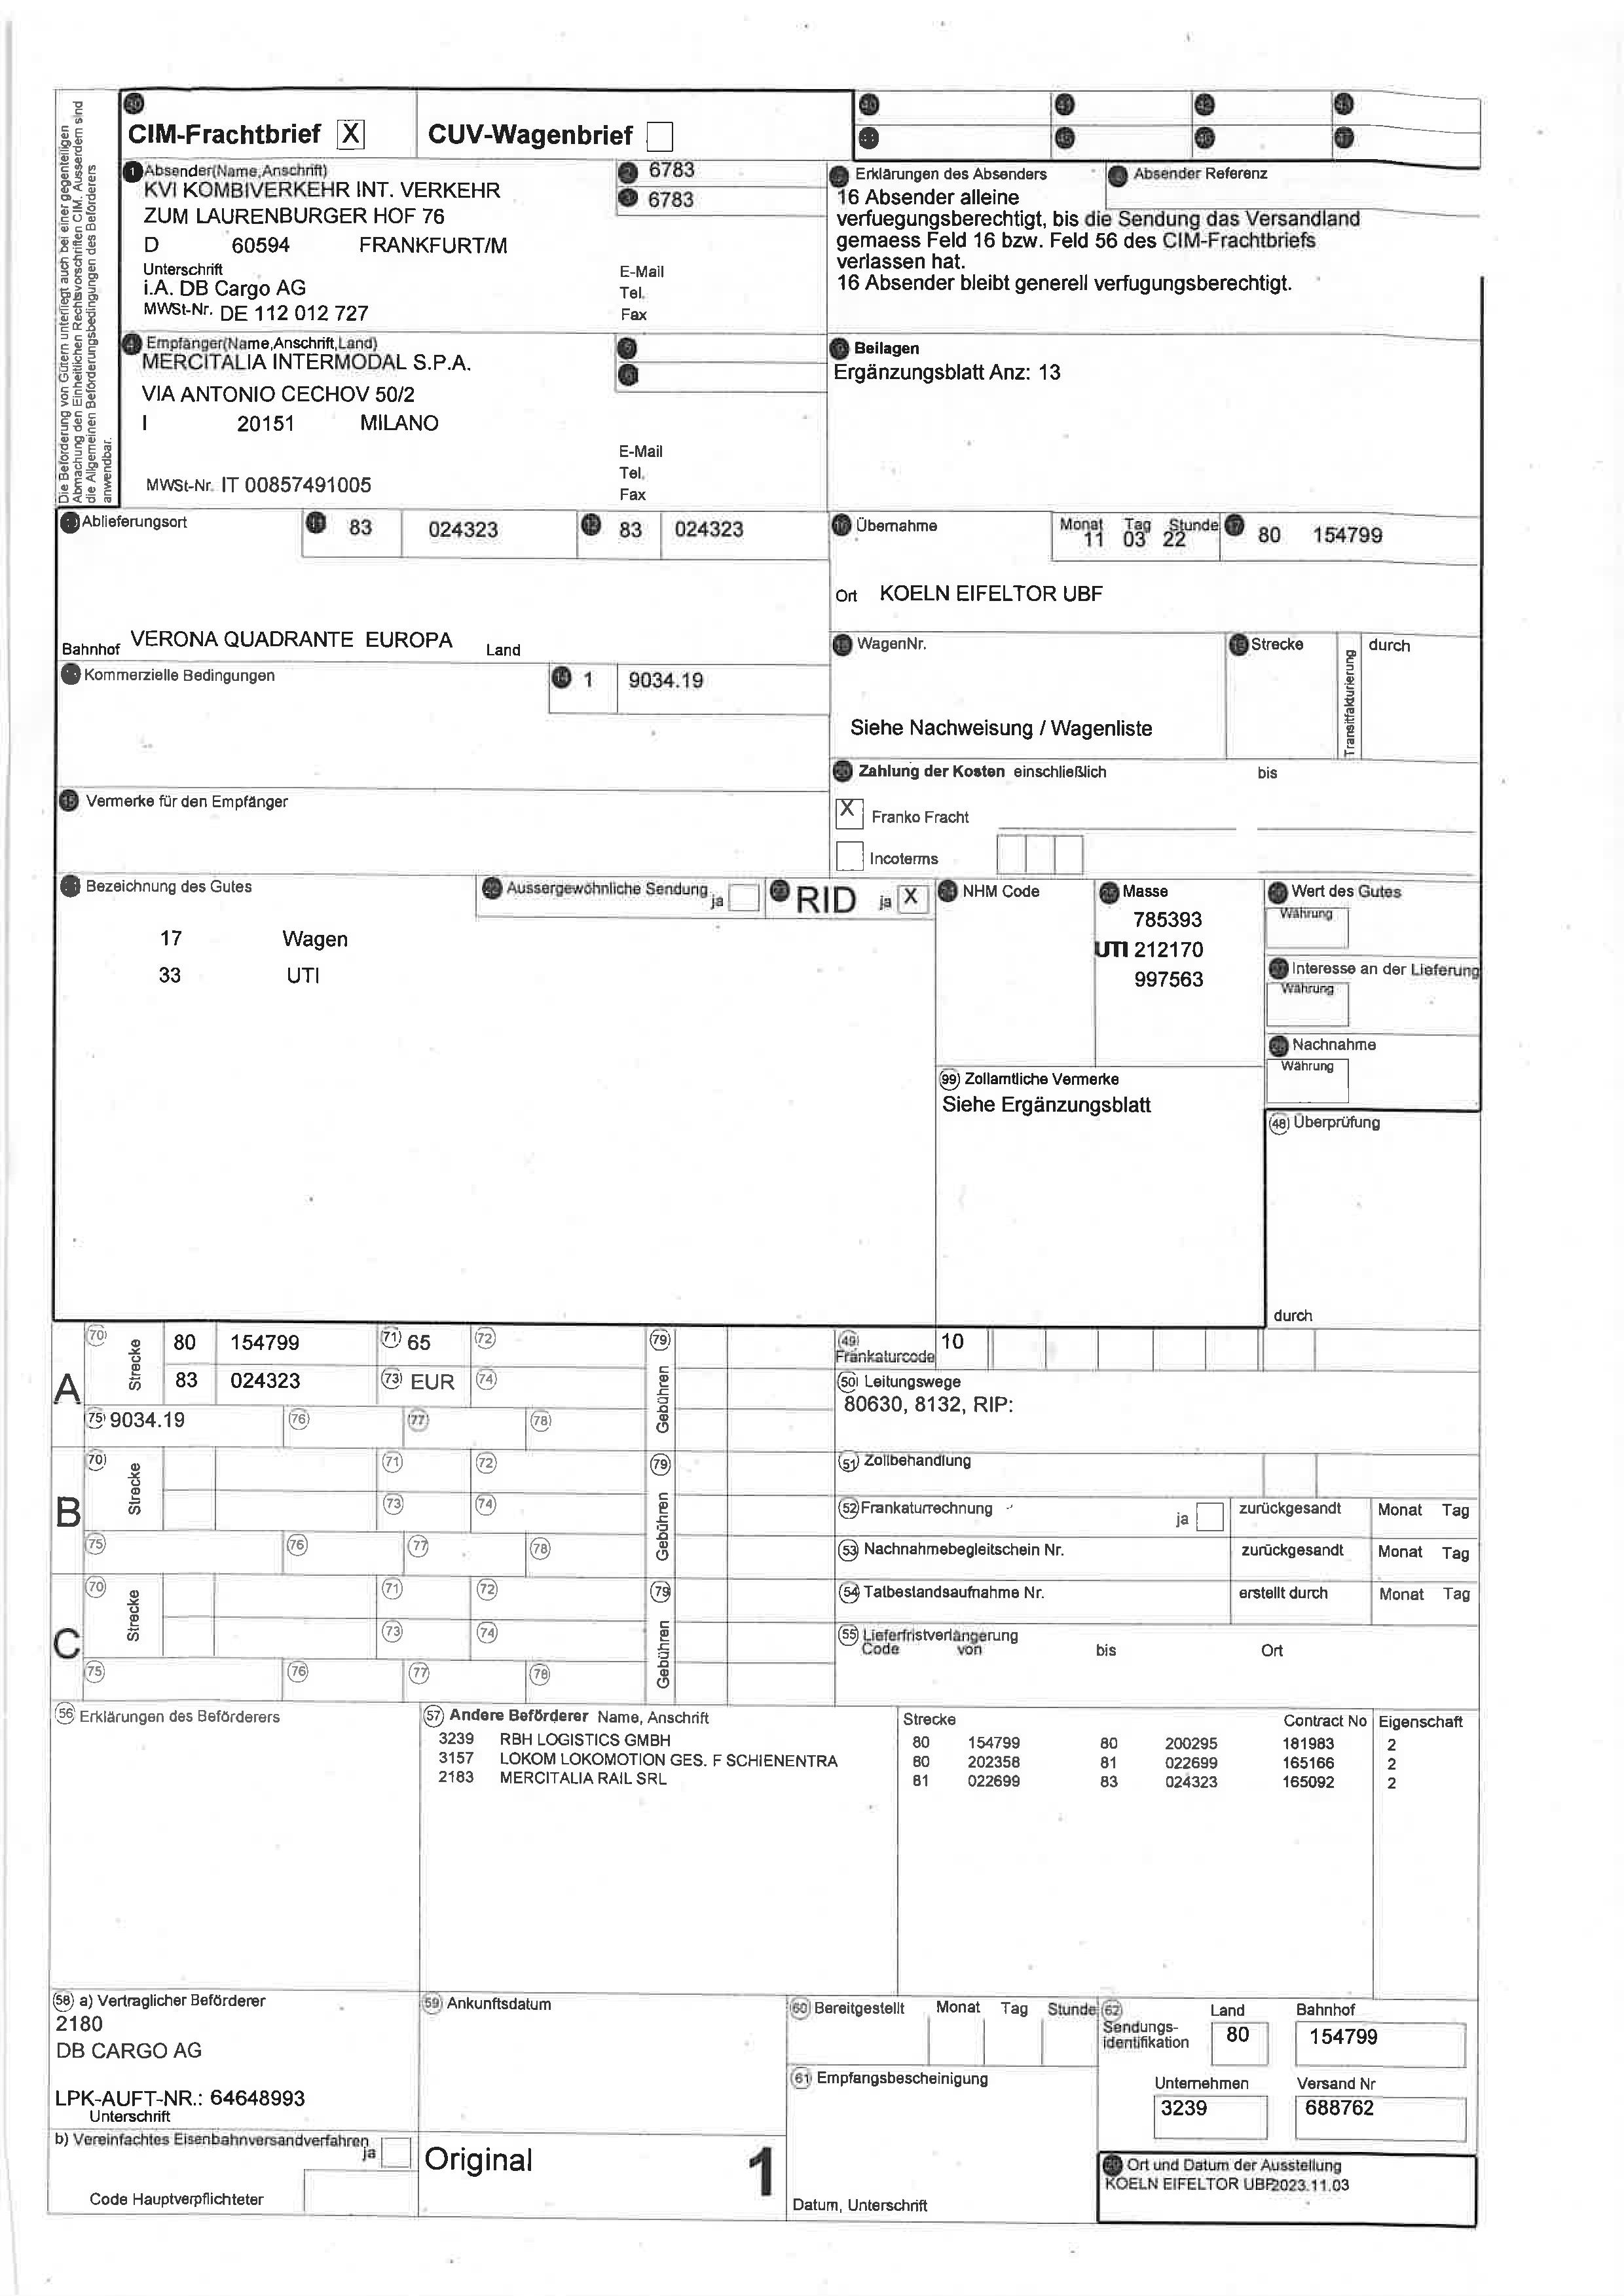 Die Beförderung von Gütern unterliegt auch bei einer gegenteiligen
Abmachung den Einheitlichen Rechtsvorschriften CIM. Ausserdem sind
die Allgemeinen Beförderungsbedingungen des Beförderers
anwendbar.
30
CIM-Frachtbrief X CUV-Wagenbrief
40 41 42 43
44 45 46 47
1 Absender(Name,Anschrift)
KVI KOMBIVERKEHR INT. VERKEHR
ZUM LAURENBURGER HOF 76
D 60594 FRANKFURT/M
Unterschrift
i.A. DB Cargo AG
MWSt-Nr. DE 112 012 727
2 6783
3 6783
E-Mail
Tel.
Fax
Erklärungen des Absenders
Absender Referenz
16 Absender alleine
verfuegungsberechtigt, bis die Sendung das Versandland
gemaess Feld 16 bzw. Feld 56 des CIM-Frachtbriefs
verlassen hat.
16 Absender bleibt generell verfugungsberechtigt.
4 Empfänger(Name,Anschrift,Land)
MERCITALIA INTERMODAL S.P.A.
VIA ANTONIO CECHOV 50/2
I 20151 MILANO
MWSt-Nr. IT 00857491005
5
6
E-Mail
Tel.
Fax
Beilagen
Ergänzungsblatt Anz: 13
Ablieferungsort
11 83 024323
12 83 024323
Bahnhof VERONA QUADRANTE EUROPA Land
16 Übernahme
Monat Tag Stunde
11 03 22
17 80 154799
Ort KOELN EIFELTOR UBF
Kommerzielle Bedingungen
14 1 9034.19
18 WagenNr.
Siehe Nachweisung / Wagenliste
19 Strecke
Transitfakturierung
durch
15 Vermerke für den Empfänger
20 Zahlung der Kosten einschließlich bis
X Franko Fracht
Incoterms
Bezeichnung des Gutes
22 Aussergewöhnliche Sendung ja
RID ja X
NHM Code
25 Masse
785393
UTI 212170
997563
17 Wagen
33 UTI
Wert des Gutes
Währung
Interesse an der Lieferung
Währung
28 Nachnahme
Währung
99 Zollamtliche Vermerke
Siehe Ergänzungsblatt
48 Überprüfung
durch
A
70 Strecke 80 154799 71 65 72 79 Gebühren
83 024323 73 EUR 74
75 9034.19 76 77 78
B
70 Strecke 71 72 79 Gebühren
73 74
75 76 77 78
C
70 Strecke 71 72 79 Gebühren
73 74
75 76 77 78
49 Frankaturcode 10
50 Leitungswege
80630, 8132, RIP:
51 Zollbehandlung
52 Frankaturrechnung ja zurückgesandt Monat Tag
53 Nachnahmebegleitschein Nr. zurückgesandt Monat Tag
54 Tatbestandsaufnahme Nr. erstellt durch Monat Tag
55 Lieferfristverlängerung
Code von bis Ort
56 Erklärungen des Beförderers
57 Andere Beförderer Name, Anschrift Strecke Contract No Eigenschaft
3239 RBH LOGISTICS GMBH 80 154799 80 200295 181983 2
3157 LOKOM LOKOMOTION GES. F SCHIENENTRA 80 202358 81 022699 165166 2
2183 MERCITALIA RAIL SRL 81 022699 83 024323 165092 2
58 a) Vertraglicher Beförderer
2180
DB CARGO AG
LPK-AUFT-NR.: 64648993
Unterschrift
b) Vereinfachtes Eisenbahnversandverfahren
ja
Code Hauptverpflichteter
59 Ankunftsdatum
Original 1
60 Bereitgestellt Monat Tag Stunde
61 Empfangsbescheinigung
Datum, Unterschrift
62 Sendungs-
identifikation
Land Bahnhof
80 154799
Unternehmen Versand Nr
3239 688762
Ort und Datum der Ausstellung
KOELN EIFELTOR UBF2023.11.03